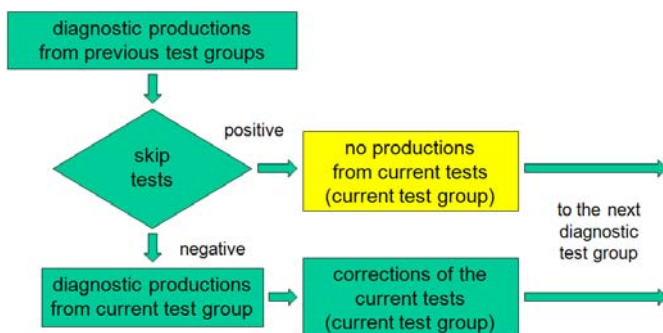 diagnostic productions
from previous test groups
positive
skip
tests
no productions
from current tests
(current test group)
to the next
diagnostic
test group
negative
diagnostic productions
from current test group
corrections of the
current tests
(current test group)